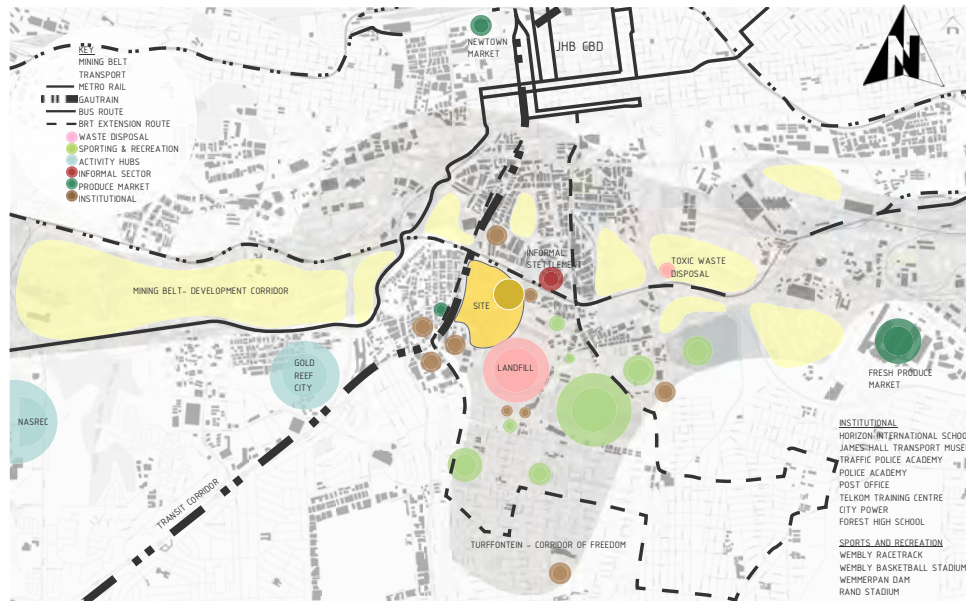 KEY
MINING BELT
TRANSPORT
METRO RAIL
GAUTRAIN
BUS ROUTE
BRT EXTENSION ROUTE
WASTE DISPOSAL
SPORTING & RECREATION
ACTIVITY HUBS
INFORMAL SECTOR
PRODUCE MARKET
INSTITUTIONAL
NEWTOWN
MARKET
JHB CBD
N
INFORMAL
STETTLEMENT
TOXIC WASTE
DISPOSAL
MINING BELT- DEVELOPMENT CORRIDOR
SITE
GOLD
REEF
CITY
LANDFILL
FRESH PRODUCE
MARKET
NASREC
TRANSIT CORRIDOR
TURFFONTEIN - CORRIDOR OF FREEDOM
INSTITUTIONAL
HORIZON INTERNATIONAL SCHOO
JAMES HALL TRANSPORT MUSE
TRAFFIC POLICE ACADEMY
POLICE ACADEMY
POST OFFICE
TELKOM TRAINING CENTRE
CITY POWER
FOREST HIGH SCHOOL
SPORTS AND RECREATION
WEMBLY RACETRACK
WEMBLY BASKETBALL STADIUM
WEMMERPAN DAM
RAND STADIUM